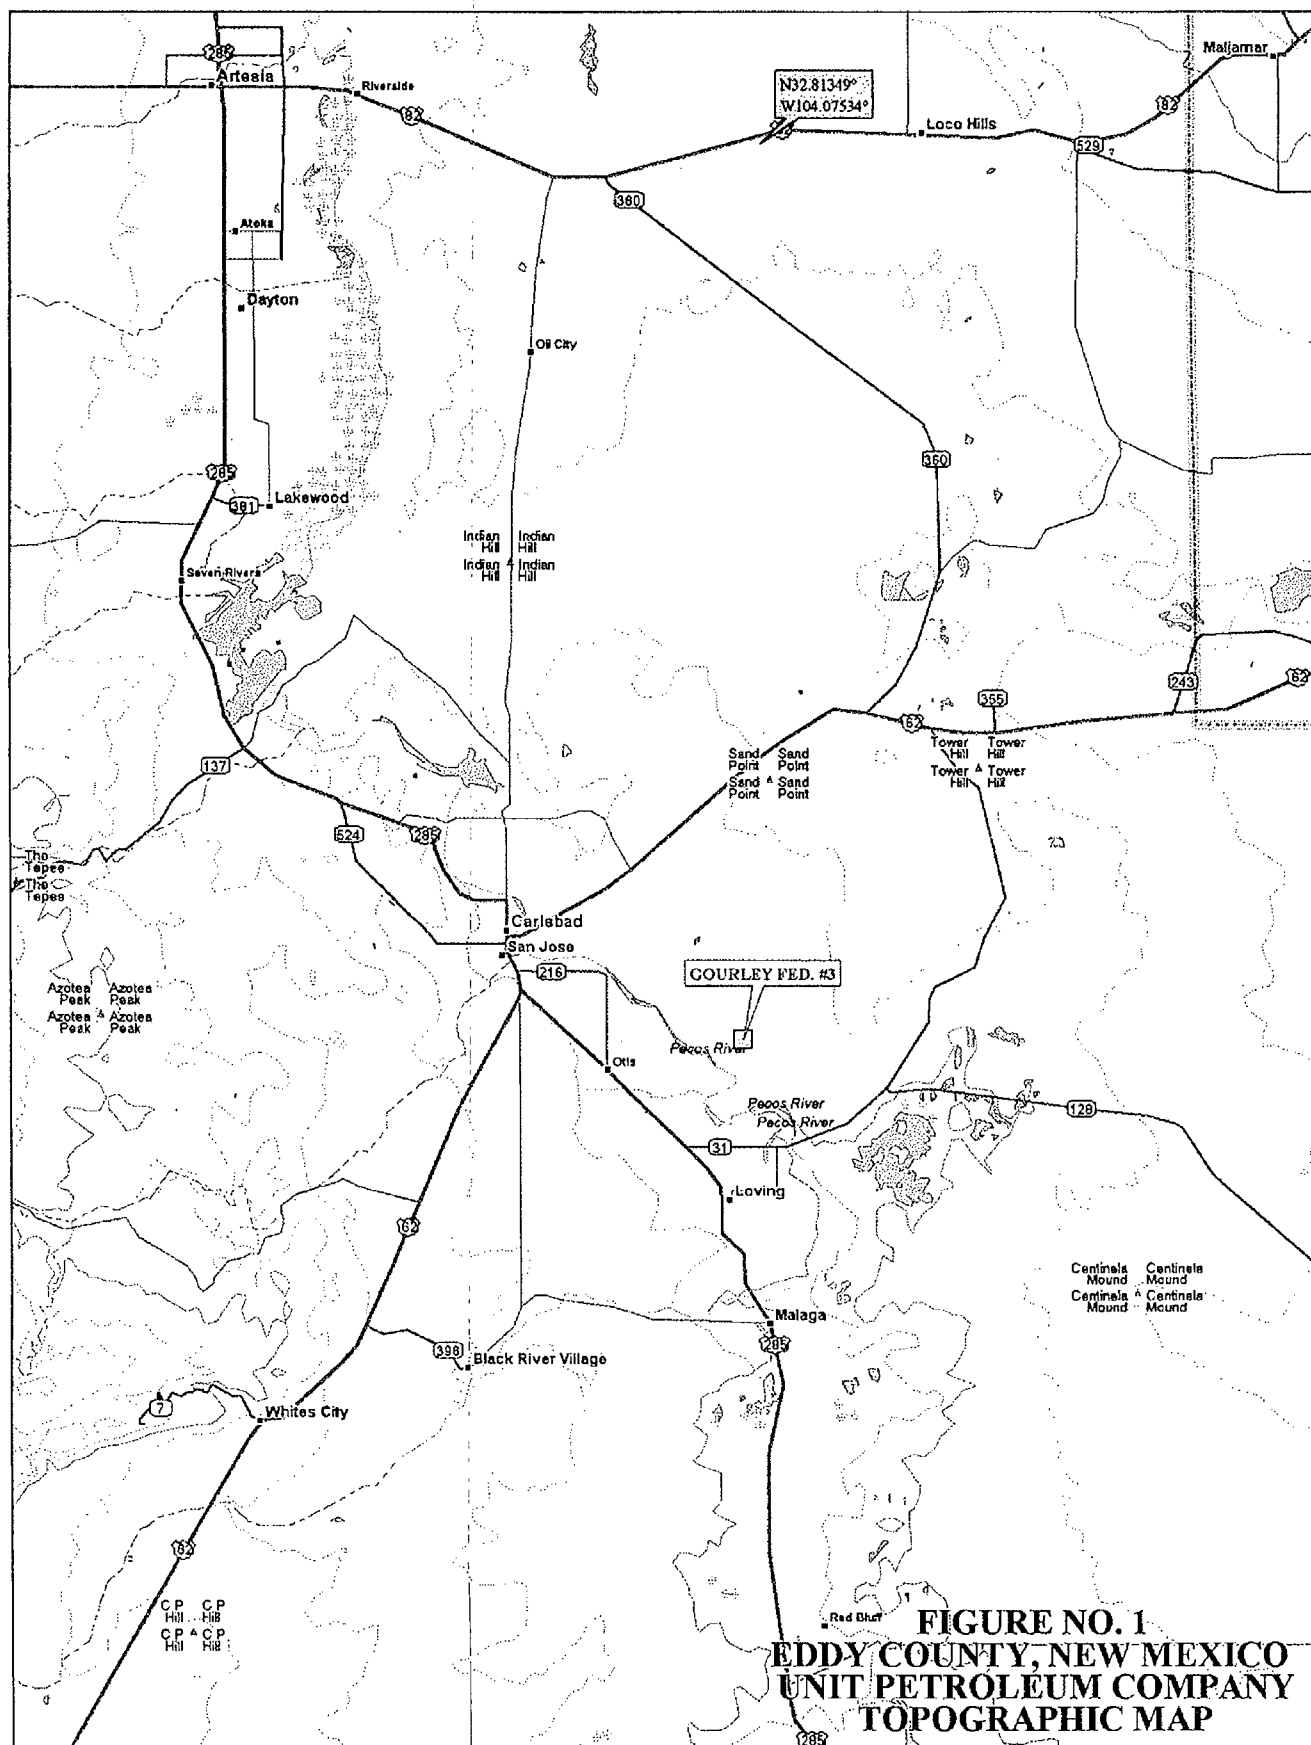 285
Artesia
Riverside
82
N32.81349°
W104.07534°
Loco Hills
Maljamar
82
529
360
Atoka
Dayton
Oil City
360
285
381
Lakewood
Indian Indian
Hill Hill
Indian Indian
Hill Hill
Seven Rivers
243
62
355
62
Tower Tower
Hill Hill
Tower Tower
Hill Hill
Sand Sand
Point Point
Sand Sand
Point Point
137
524
285
The
Tepee
The
Tepee
Carlsbad
San Jose
216
GOURLEY FED. #3
Azotea Azotea
Peak Peak
Azotea Azotea
Peak Peak
Pecos River
Otis
Pecos River
Pecos River
128
31
Loving
62
Centinela Centinela
Mound Mound
Centinela Centinela
Mound Mound
Malaga
285
398
Black River Village
7
Whites City
62
C P C P
Hill Hill
C P C P
Hill Hill
Red Bluff
FIGURE NO. 1
EDDY COUNTY, NEW MEXICO
UNIT PETROLEUM COMPANY
TOPOGRAPHIC MAP
285